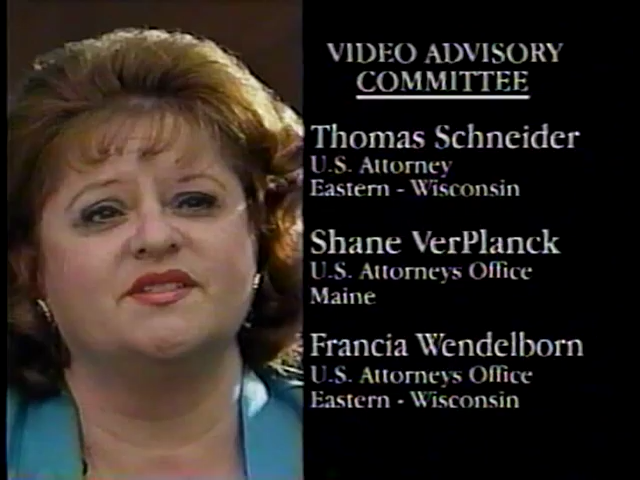 VIDEO ADVISORY
COMMITTEE
Thomas Schneider
U.S. Attorney
Eastern - Wisconsin
Shane VerPlanck
U.S. Attorneys Office
Maine
Francia Wendelborn
U.S. Attorneys Office
Eastern - Wisconsin